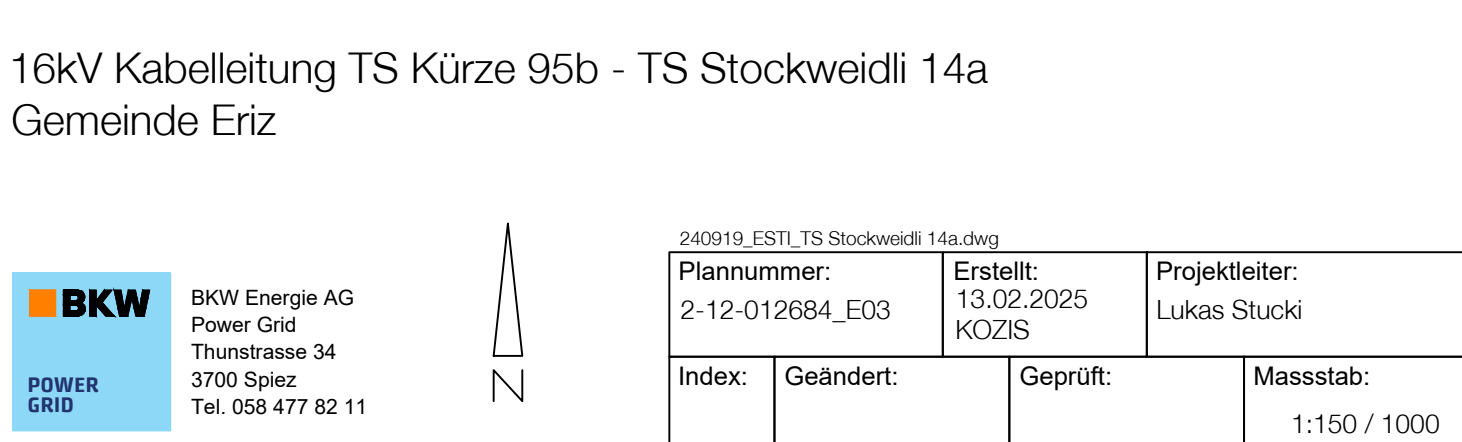 16kV Kabelleitung TS Kürze 95b - TS Stockweidli 14a
Gemeinde Eriz
BKW
POWER
GRID
BKW Energie AG
Power Grid
Thunstrasse 34
3700 Spiez
Tel. 058 477 82 11
N
240919_ESTI_TS Stockweidli 14a.dwg
Plannummer:
2-12-012684_E03
Erstellt:
13.02.2025
KOZIS
Projektleiter:
Lukas Stucki
Index:
Geändert:
Geprüft:
Massstab:
1:150 / 1000